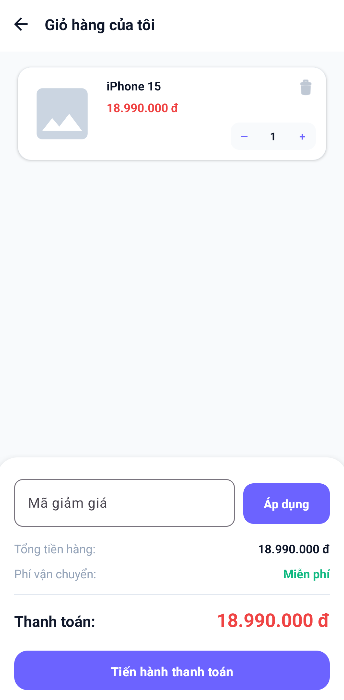 Giỏ hàng của tôi
iPhone 15
18.990.000 đ
− 1 +
Mã giảm giá
Áp dụng
Tổng tiền hàng: 18.990.000 đ
Phí vận chuyển: Miễn phí
Thanh toán: 18.990.000 đ
Tiến hành thanh toán